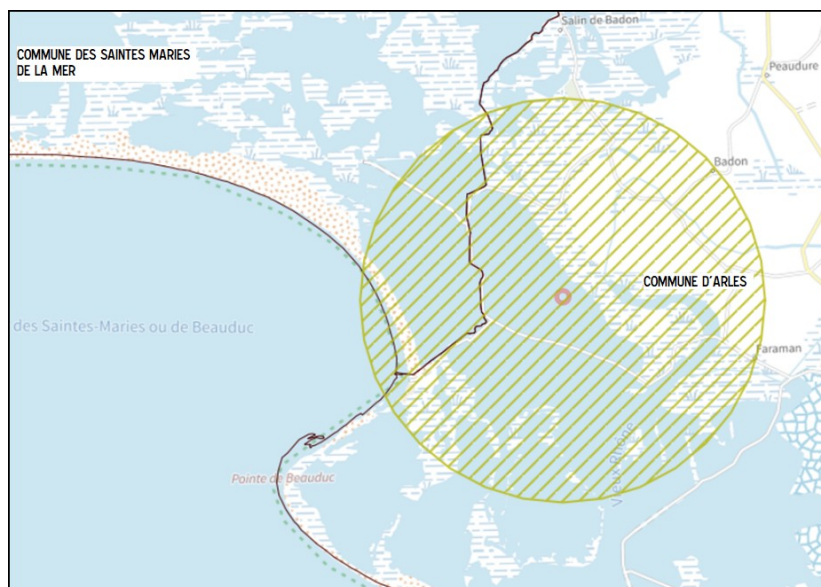 Salin de Badon
COMMUNE DES SAINTES MARIES
DE LA MER
Peaudure
Badon
COMMUNE D'ARLES
des Saintes-Maries ou de Beauduc
Faraman
Vieux Rhône
Pointe de Beauduc